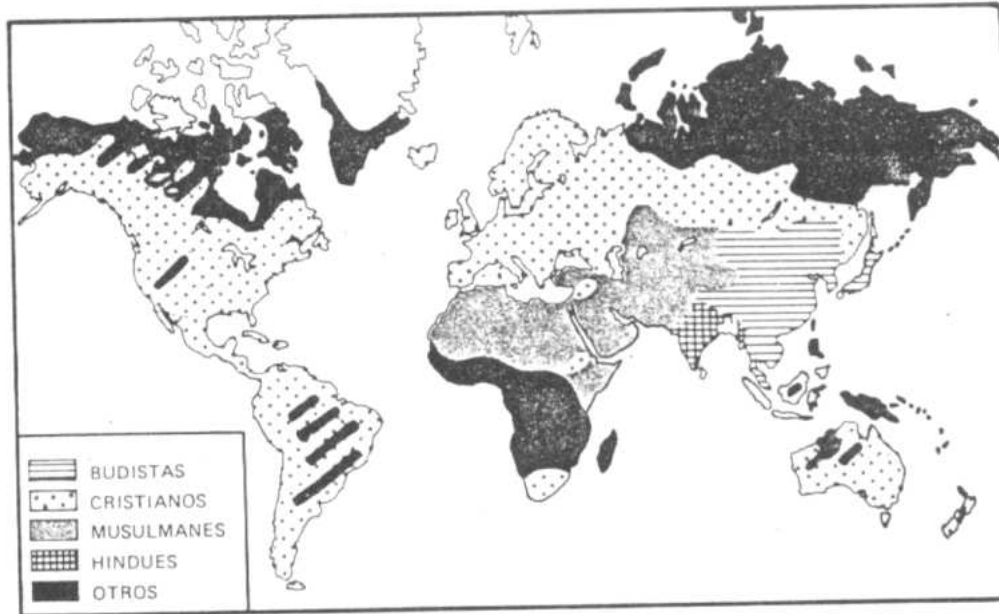 BUDISTAS
CRISTIANOS
MUSULMANES
HINDUES
OTROS